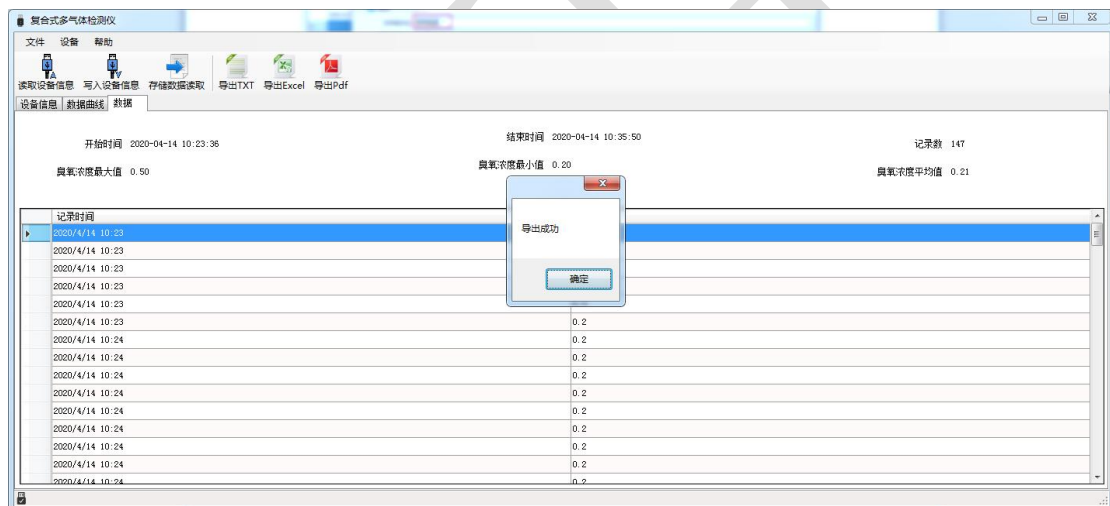 复合式多气体检测仪
文件 设备 帮助
读取设备信息 写入设备信息 存储数据读取 导出TXT 导出Excel 导出Pdf
设备信息 数据曲线 数据
开始时间 2020-04-14 10:23:36 结束时间 2020-04-14 10:35:50 记录数 147
臭氧浓度最大值 0.50 臭氧浓度最小值 0.20 臭氧浓度平均值 0.21
记录时间
2020/4/14 10:23
导出成功
2020/4/14 10:23
2020/4/14 10:23
2020/4/14 10:23
确定
2020/4/14 10:23
2020/4/14 10:23 0.2
2020/4/14 10:24 0.2
2020/4/14 10:24 0.2
2020/4/14 10:24 0.2
2020/4/14 10:24 0.2
2020/4/14 10:24 0.2
2020/4/14 10:24 0.2
2020/4/14 10:24 0.2
2020/4/14 10:24 0.2
2020/4/14 10:24 0.2